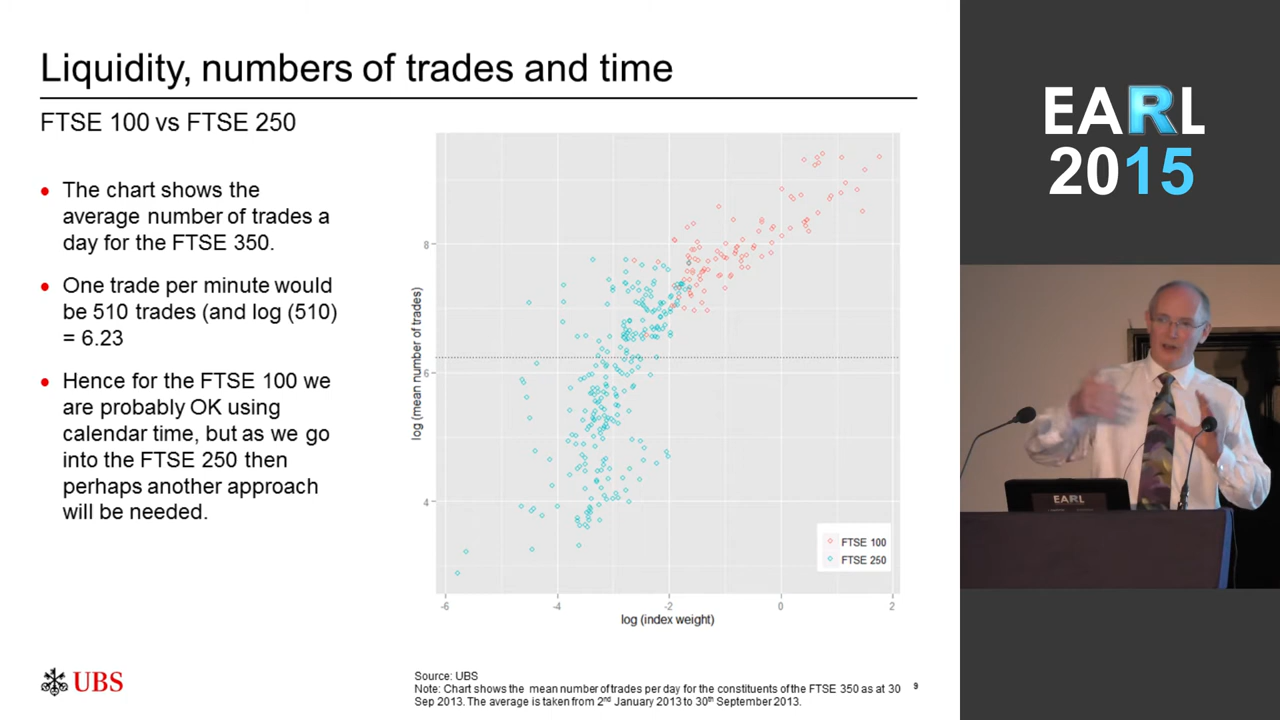 Liquidity, numbers of trades and time
FTSE 100 vs FTSE 250
The chart shows the
average number of trades a
day for the FTSE 350.
One trade per minute would
be 510 trades (and log (510)
= 6.23
Hence for the FTSE 100 we
are probably OK using
calendar time, but as we go
into the FTSE 250 then
perhaps another approach
will be needed.
log (mean number of trades)
8
6
4
-6
-4
-2
0
2
log (index weight)
FTSE 100
FTSE 250
UBS
Source: UBS
Note: Chart shows the mean number of trades per day for the constituents of the FTSE 350 as at 30
Sep 2013. The average is taken from 2nd January 2013 to 30th September 2013.
9
EARL
2015
EARL